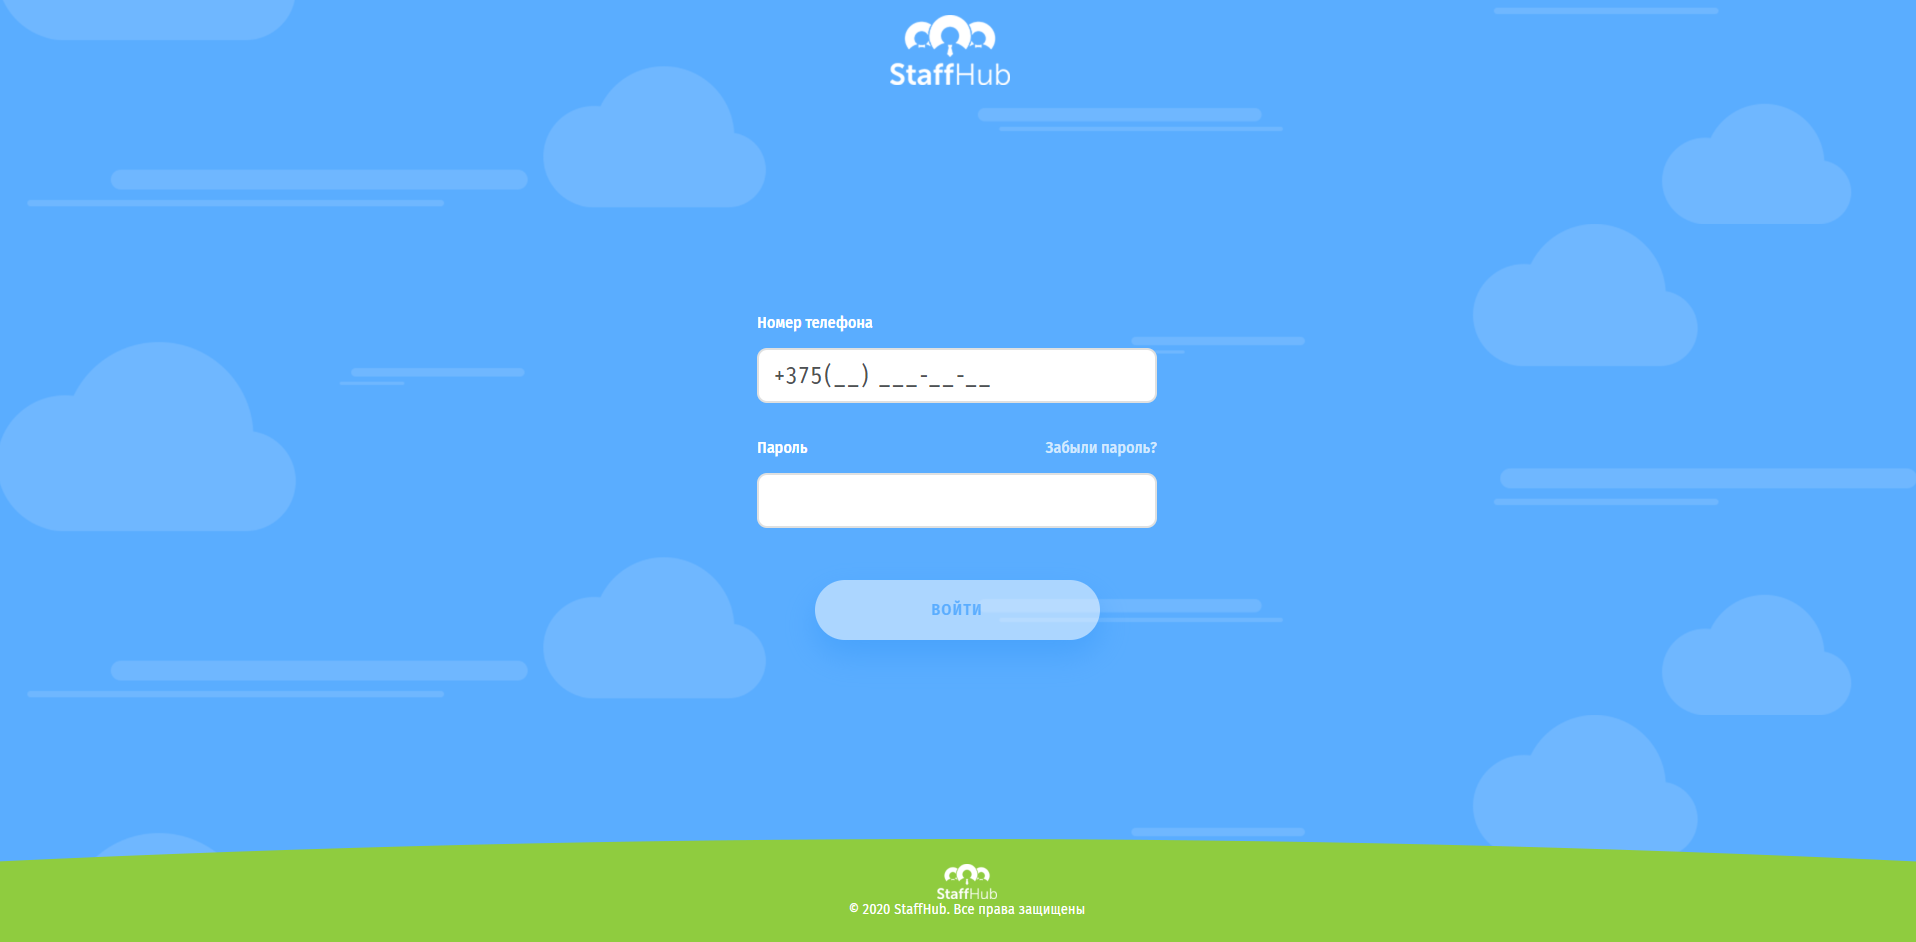 StaffHub
Номер телефона
+375(__) ___-__-__
Пароль
Забыли пароль?
ВОЙТИ
StaffHub
© 2020 StaffHub. Все права защищены